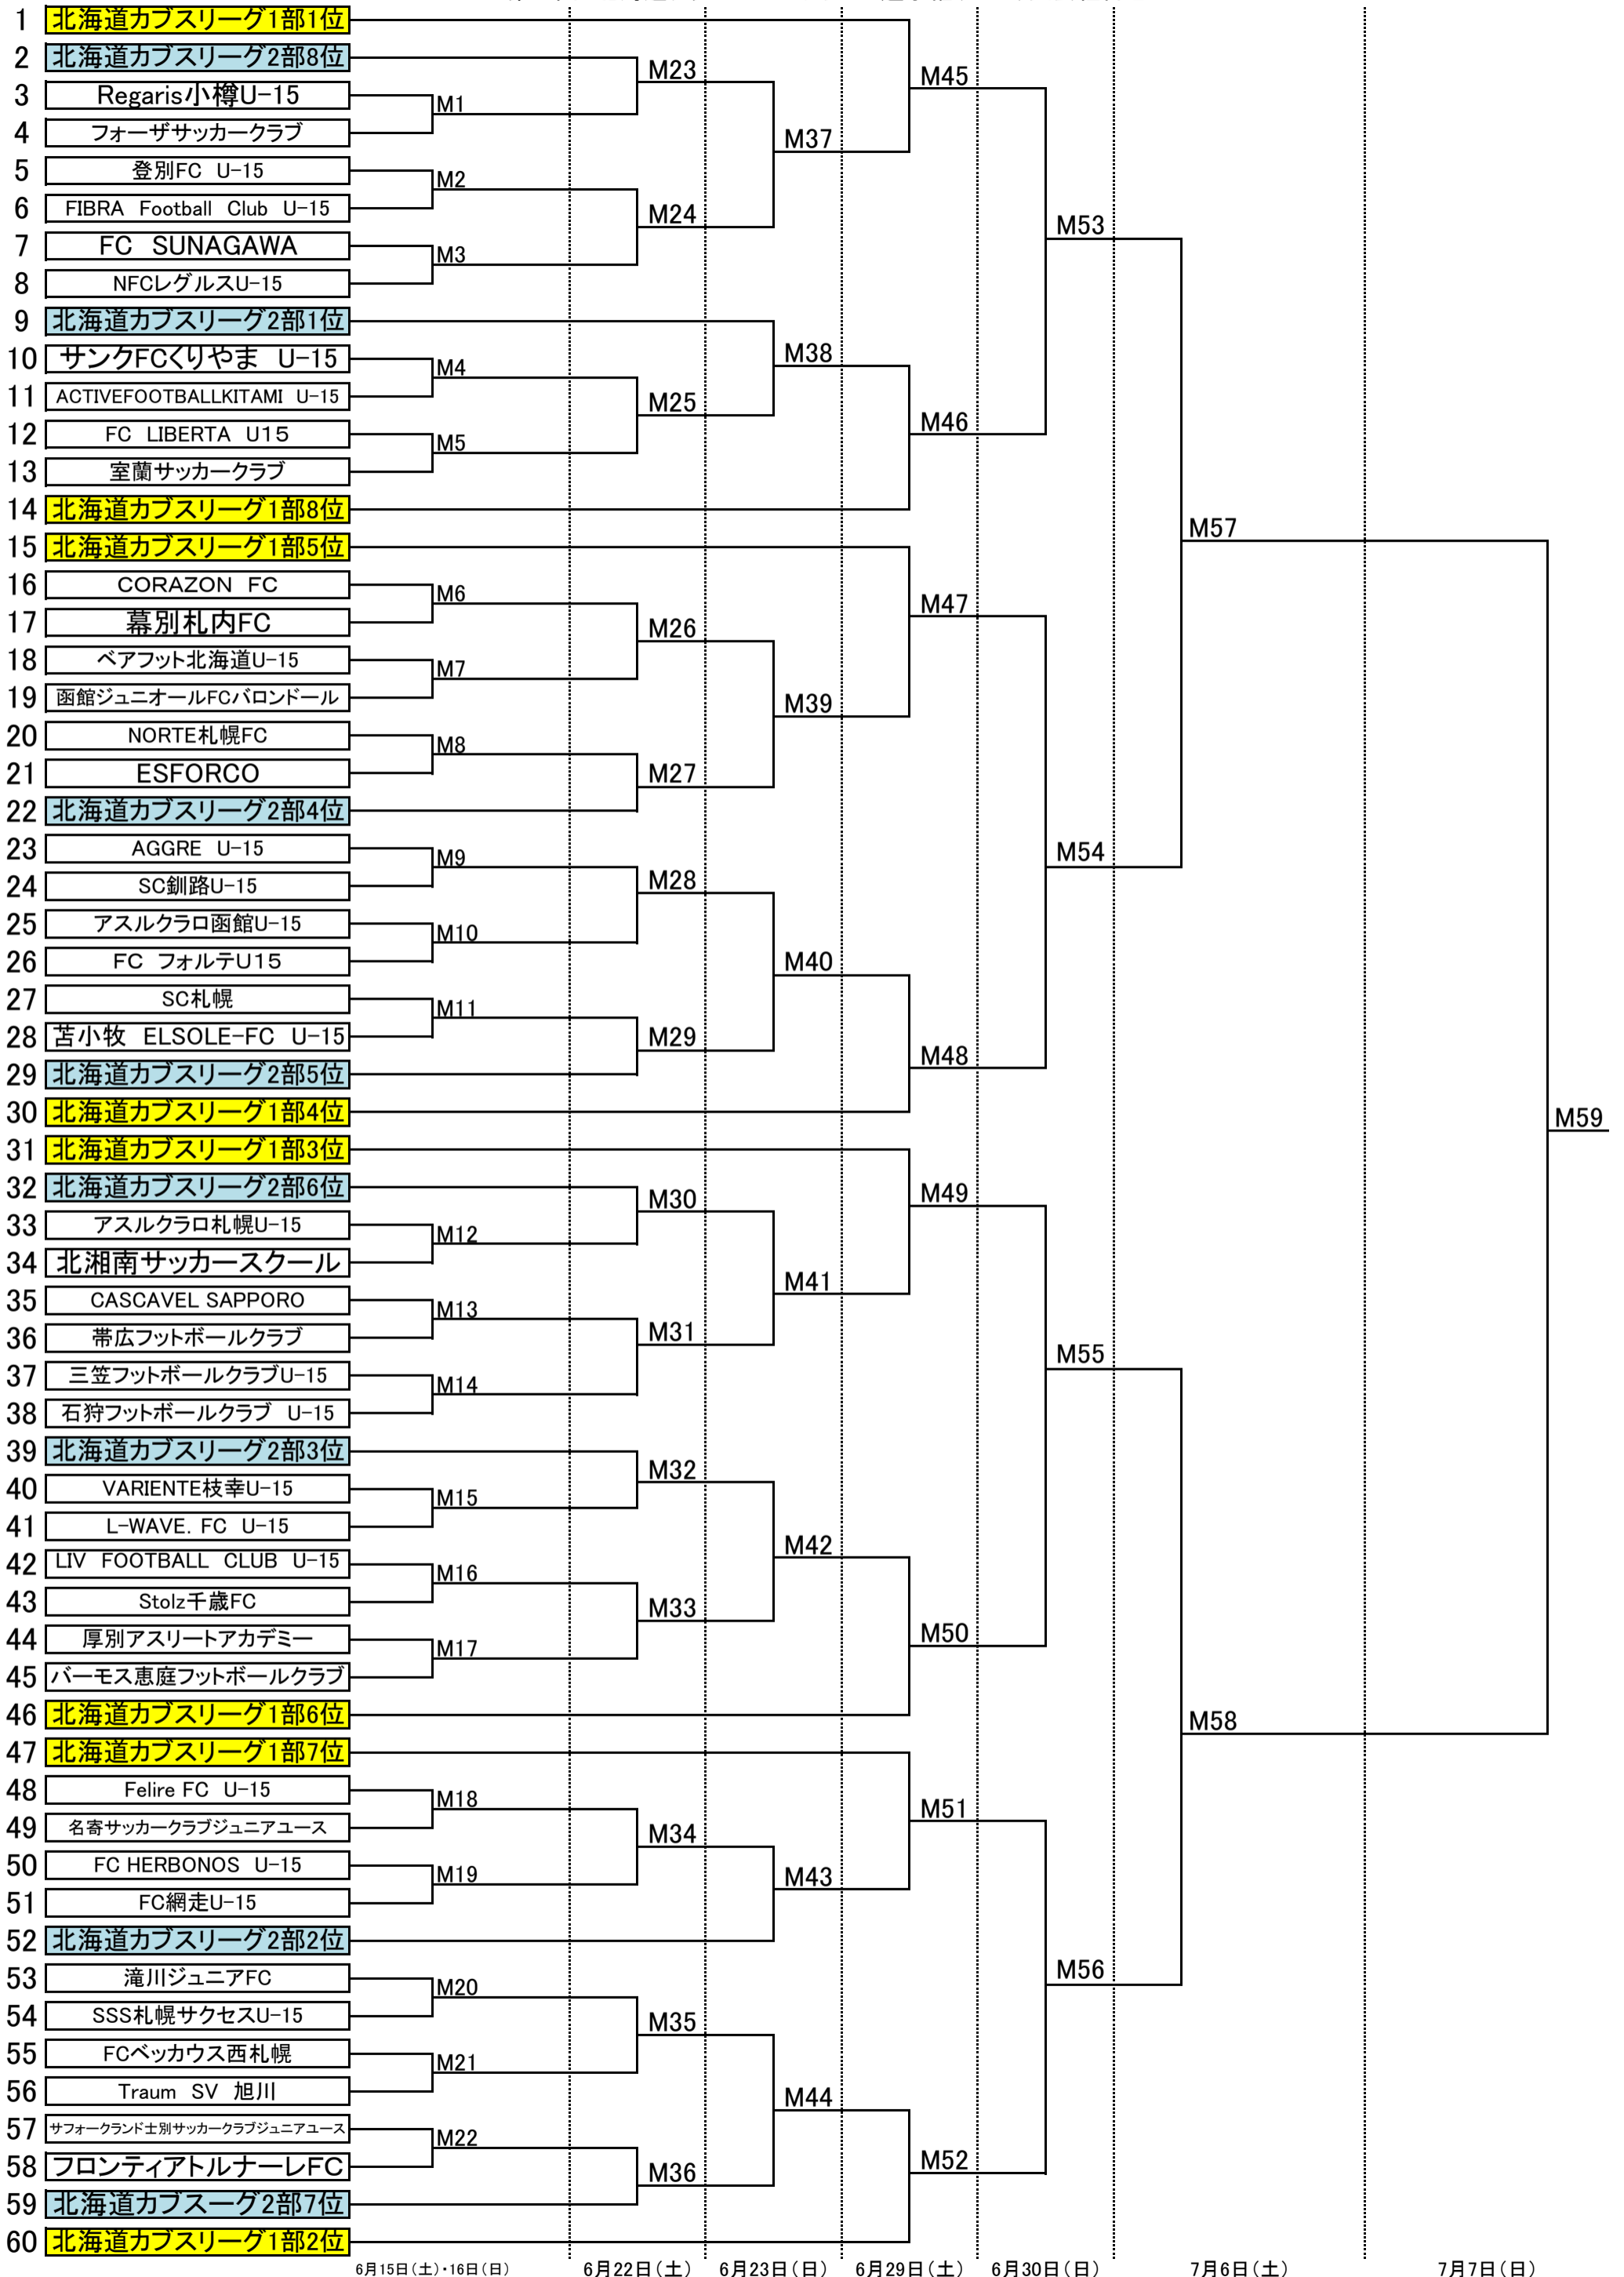 1 北海道カブスリーグ1部1位
2 北海道カブスリーグ2部8位
3 Regaris小樽U-15
4 フォーザサッカークラブ
5 登別FC U-15
6 FIBRA Football Club U-15
7 FC SUNAGAWA
8 NFCレグルスU-15
9 北海道カブスリーグ2部1位
10 サンクFCくりやま U-15
11 ACTIVEFOOTBALLKITAMI U-15
12 FC LIBERTA U15
13 室蘭サッカークラブ
14 北海道カブスリーグ1部8位
15 北海道カブスリーグ1部5位
16 CORAZON FC
17 幕別札内FC
18 ベアフット北海道U-15
19 函館ジュニオールFCバロンドール
20 NORTE札幌FC
21 ESFORCO
22 北海道カブスリーグ2部4位
23 AGGRE U-15
24 SC釧路U-15
25 アスルクラロ函館U-15
26 FC フォルテU15
27 SC札幌
28 苫小牧 ELSOLE-FC U-15
29 北海道カブスリーグ2部5位
30 北海道カブスリーグ1部4位
31 北海道カブスリーグ1部3位
32 北海道カブスリーグ2部6位
33 アスルクラロ札幌U-15
34 北湘南サッカースクール
35 CASCAVEL SAPPORO
36 帯広フットボールクラブ
37 三笠フットボールクラブU-15
38 石狩フットボールクラブ U-15
39 北海道カブスリーグ2部3位
40 VARIENTE枝幸U-15
41 L-WAVE. FC U-15
42 LIV FOOTBALL CLUB U-15
43 Stolz千歳FC
44 厚別アスリートアカデミー
45 バーモス恵庭フットボールクラブ
46 北海道カブスリーグ1部6位
47 北海道カブスリーグ1部7位
48 Felire FC U-15
49 名寄サッカークラブジュニアユース
50 FC HERBONOS U-15
51 FC網走U-15
52 北海道カブスリーグ2部2位
53 滝川ジュニアFC
54 SSS札幌サクセスU-15
55 FCベッカウス西札幌
56 Traum SV 旭川
57 サフォークランド士別サッカークラブジュニアユース
58 フロンティアトルナーレFC
59 北海道カブスーグ2部7位
60 北海道カブスリーグ1部2位
M1
M2
M3
M4
M5
M6
M7
M8
M9
M10
M11
M12
M13
M14
M15
M16
M17
M18
M19
M20
M21
M22
M23
M24
M25
M26
M27
M28
M29
M30
M31
M32
M33
M34
M35
M36
M37
M38
M39
M40
M41
M42
M43
M44
M45
M46
M47
M48
M49
M50
M51
M52
M53
M54
M55
M56
M57
M58
M59
6月15日(土)・16日(日) 6月22日(土) 6月23日(日) 6月29日(土) 6月30日(日) 7月6日(土) 7月7日(日)